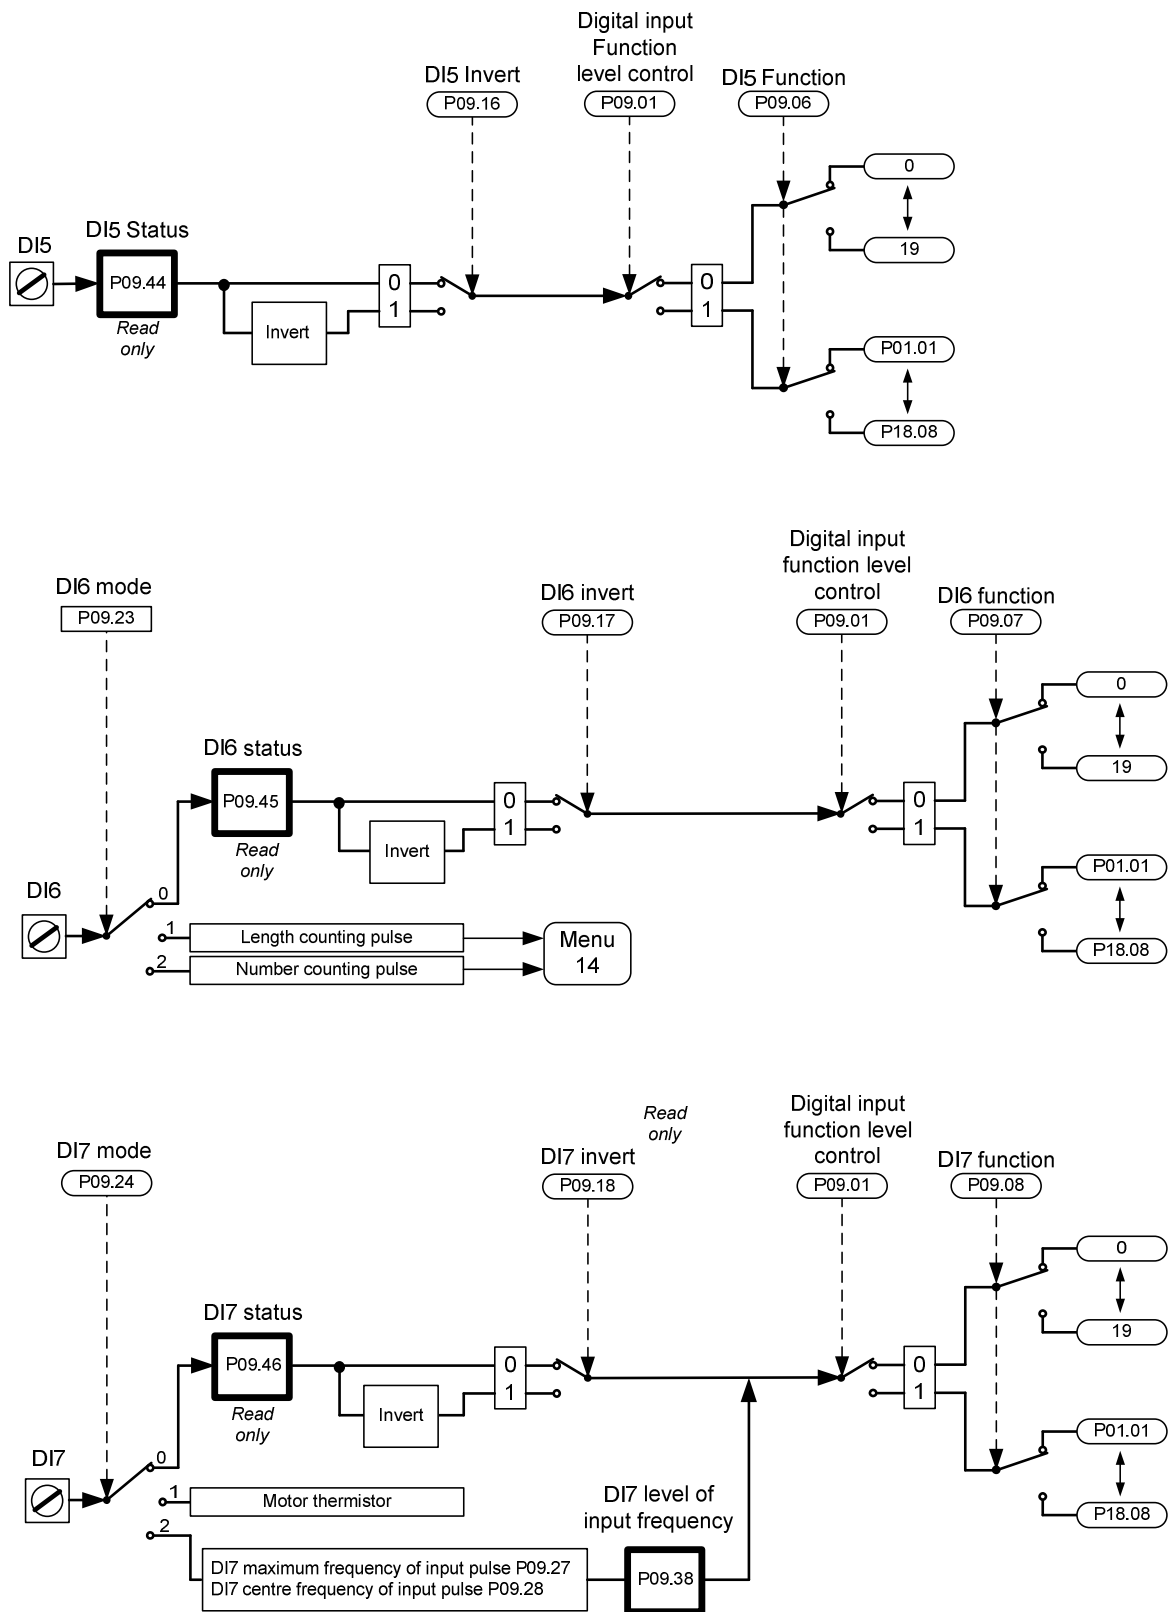 Digital input
Function
level control
DI5 Invert
DI5 Function
P09.16
P09.01
P09.06
0
DI5 Status
DI5
19
P09.44
0
1
0
1
Read
only
Invert
P01.01
P18.08
Digital input
function level
control
DI6 mode
DI6 invert
DI6 function
P09.23
P09.17
P09.01
P09.07
0
DI6 status
19
P09.45
0
1
0
1
Read
only
Invert
P01.01
DI6
0
1
Length counting pulse
2
Number counting pulse
Menu
14
P18.08
Read
only
Digital input
function level
control
DI7 mode
DI7 invert
DI7 function
P09.24
P09.18
P09.01
P09.08
0
DI7 status
19
P09.46
0
1
0
1
Read
only
Invert
P01.01
DI7
0
1
Motor thermistor
DI7 level of
input frequency
P18.08
2
DI7 maximum frequency of input pulse P09.27
DI7 centre frequency of input pulse P09.28
P09.38